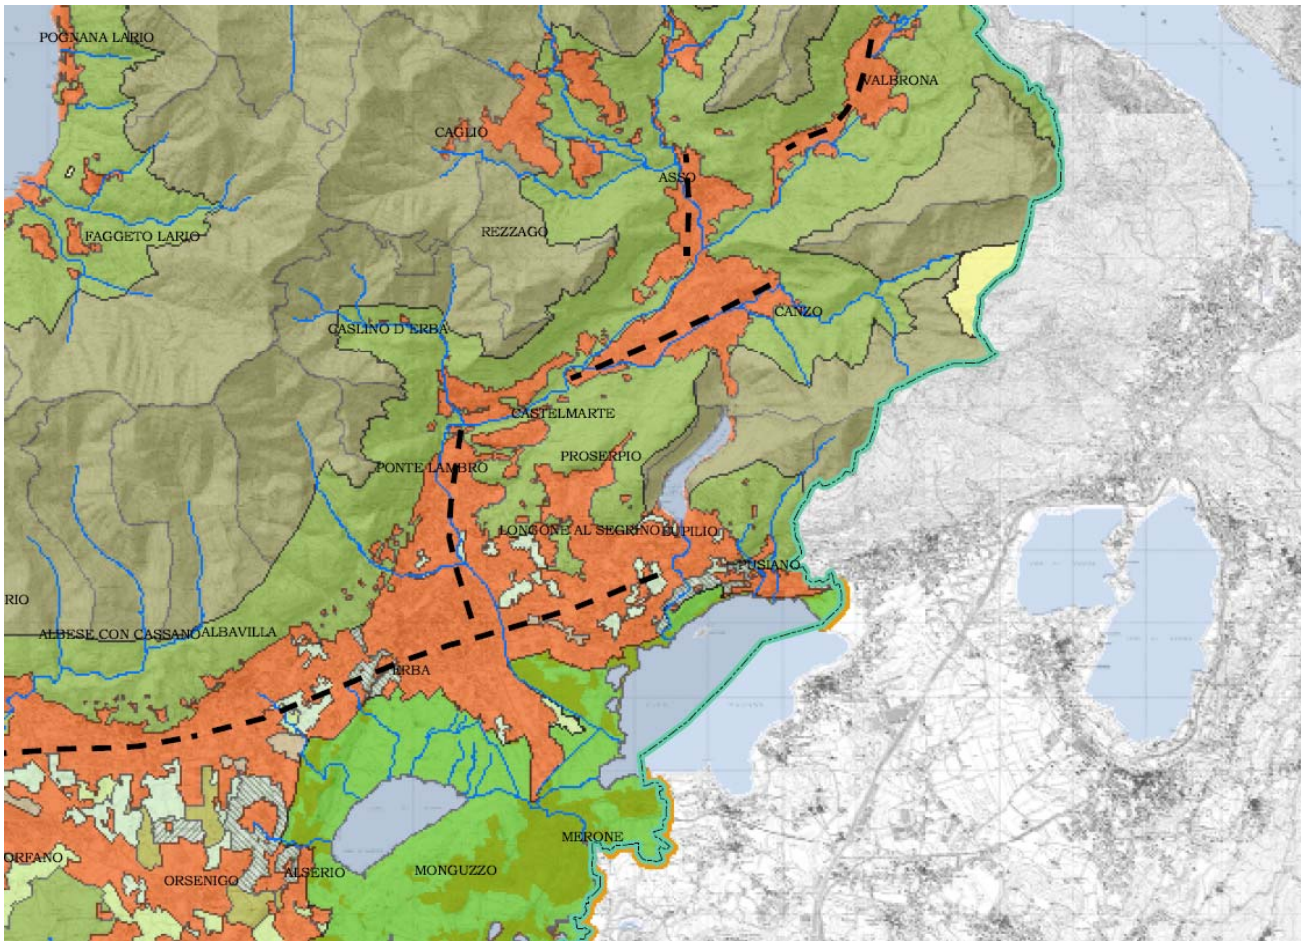 POGNANA LARIO
VALBRONA
CAGLIO
ASSO
REZZAGO
FAGGETO LARIO
CANZO
CASLINO D'ERBA
CASTELMARTE
PROSERPIO
PONTE LAMBRO
LONGONE AL SEGRINO
EUPILIO
PUSIANO
RIO
ALBESE CON CASSANO
ALBAVILLA
ERBA
MERONE
ORFANO
ORSENIGO
ALSERIO
MONGUZZO